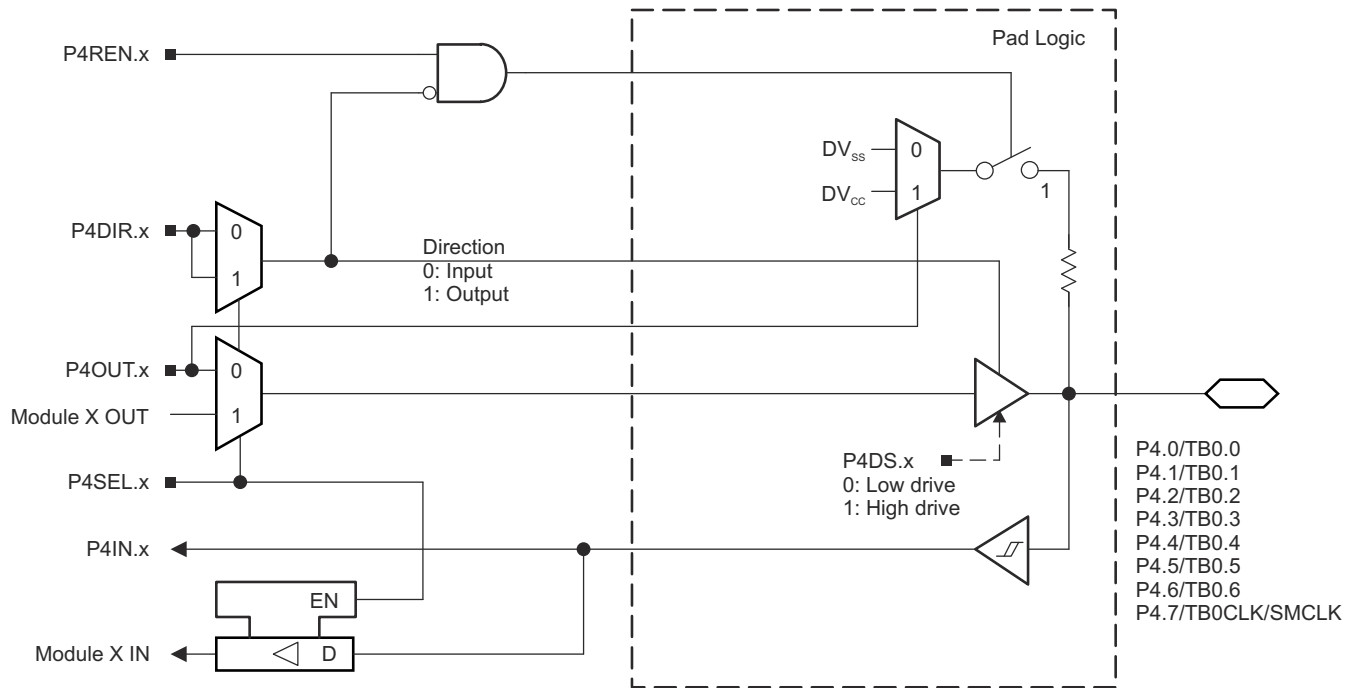 Pad Logic
P4REN.x
DVSS
0
DVCC
1
1
P4DIR.x
0
1
Direction
0: Input
1: Output
P4OUT.x
0
Module X OUT
1
P4DS.x
0: Low drive
1: High drive
P4SEL.x
P4.0/TB0.0
P4.1/TB0.1
P4.2/TB0.2
P4.3/TB0.3
P4.4/TB0.4
P4.5/TB0.5
P4.6/TB0.6
P4.7/TB0CLK/SMCLK
P4IN.x
EN
Module X IN
D